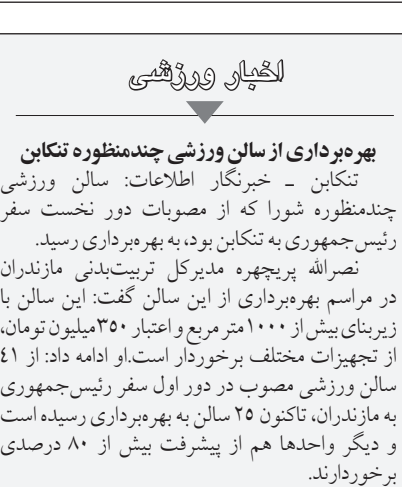 اخبار ورزشی
بهره‌برداری از سالن ورزشی چندمنظوره تنکابن
تنکابن ـ خبرنگار اطلاعات: سالن ورزشی
چندمنظوره شورا که از مصوبات دور نخست سفر
رئیس‌جمهوری به تنکابن بود، به بهره‌برداری رسید.
نصرالله پریچهره مدیرکل تربیت‌بدنی مازندران
در مراسم بهره‌برداری از این سالن گفت: این سالن با
زیربنای بیش از ۱۰۰۰ متر مربع و اعتبار ۳۵۰میلیون تومان،
از تجهیزات مختلف برخوردار است.او ادامه داد: از ۴۱
سالن ورزشی مصوب در دور اول سفر رئیس‌جمهوری
به مازندران، تاکنون ۲۵ سالن به بهره‌برداری رسیده است
و دیگر واحدها هم از پیشرفت بیش از ۸۰ درصدی
برخوردارند.